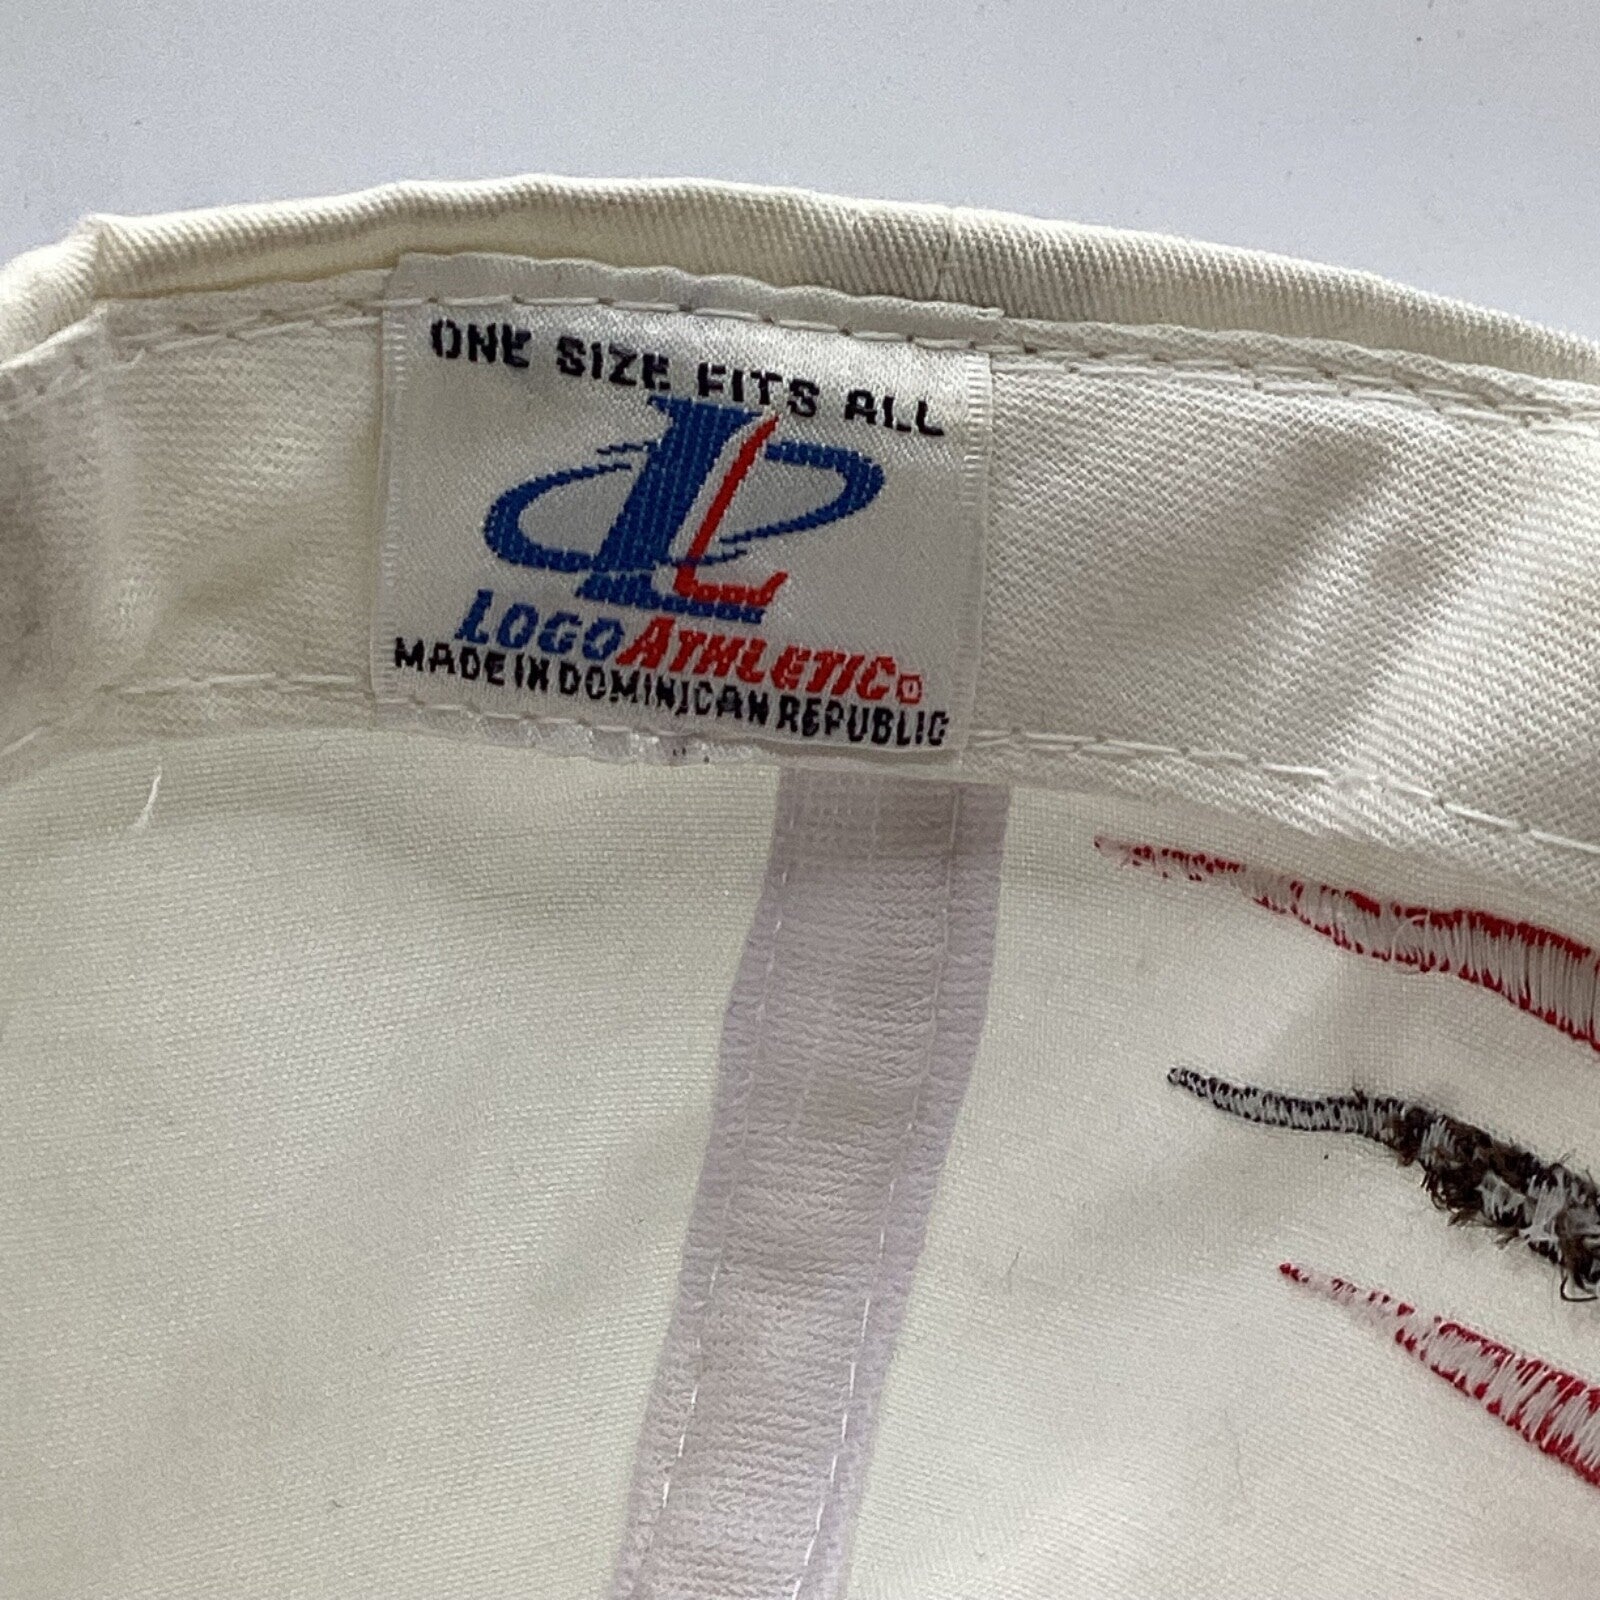 ONE SIZE FITS ALL
L
LOGO ATHLETIC
MADE IN DOMINICAN REPUBLIC